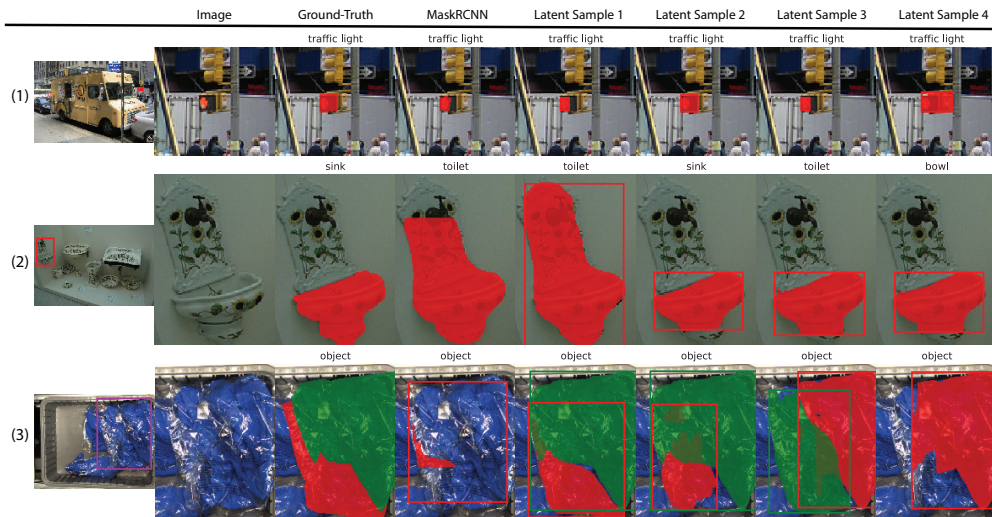 Image Ground-Truth MaskRCNN Latent Sample 1 Latent Sample 2 Latent Sample 3 Latent Sample 4
traffic light traffic light traffic light traffic light traffic light traffic light
(1)
sink toilet toilet sink toilet bowl
(2)
object object object object object object
(3)